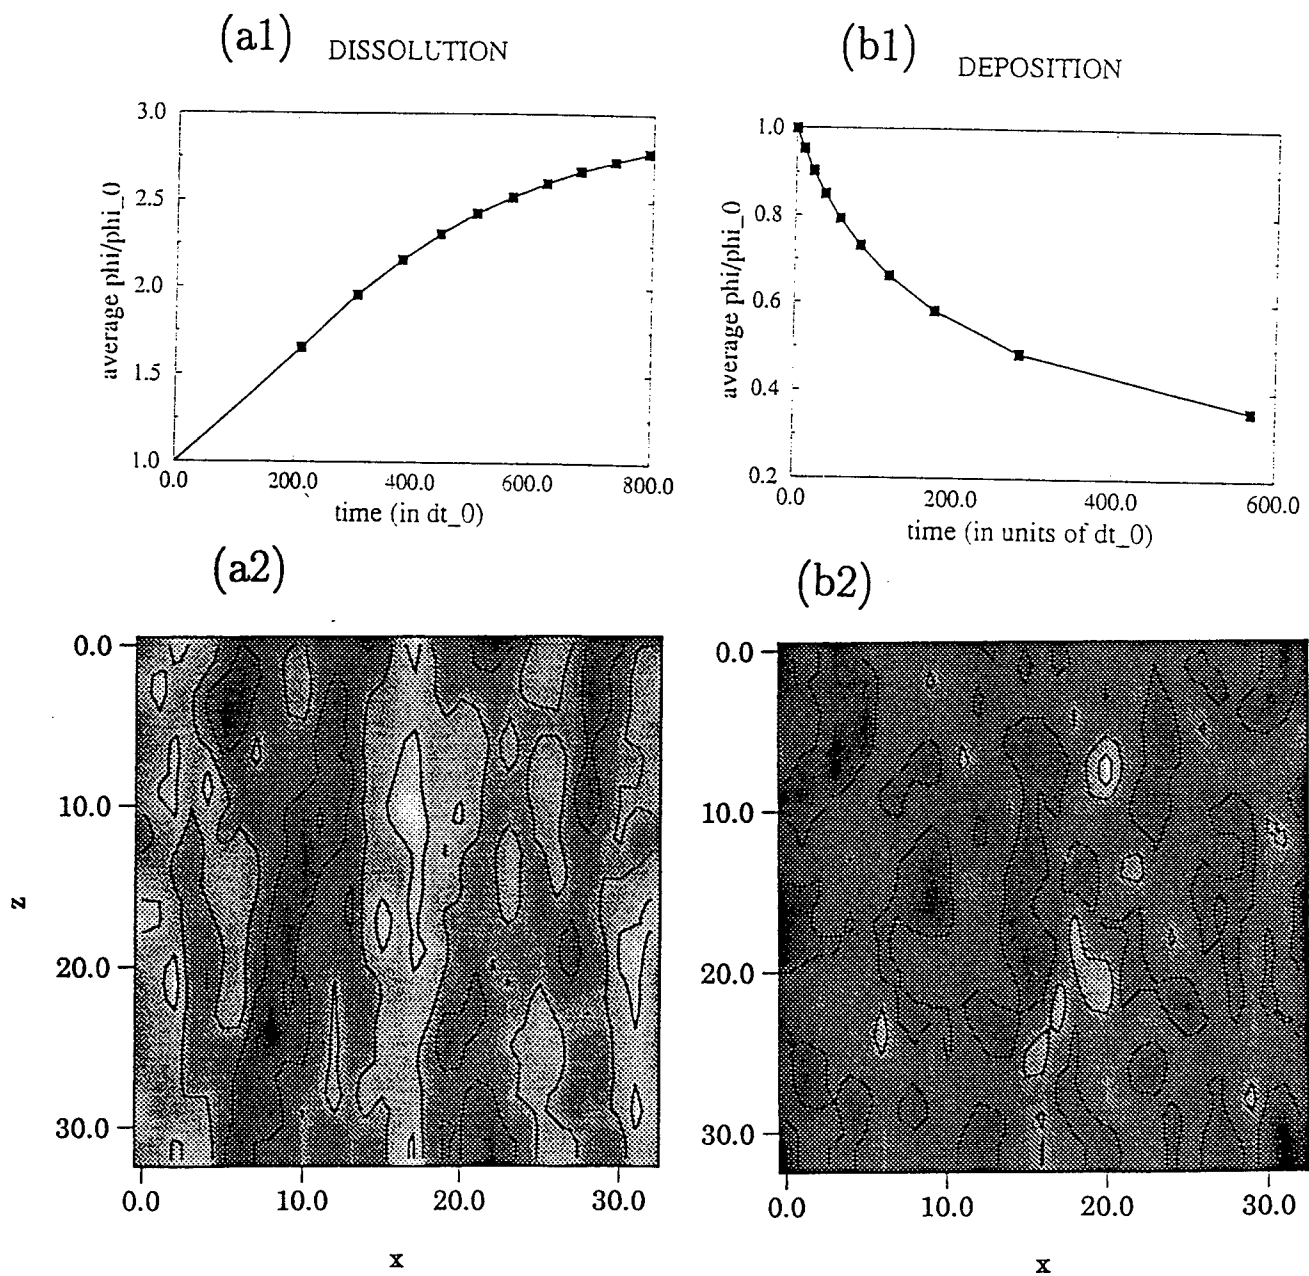 (a1) DISSOLUTION
3.0
2.5
2.0
1.5
1.0
average phi/phi_0
0.0 200.0 400.0 600.0 800.0
time (in dt_0)
(b1) DEPOSITION
1.0
0.8
0.6
0.4
0.2
average phi/phi_0
0.0 200.0 400.0 600.0
time (in units of dt_0)
(a2)
0.0
10.0
20.0
30.0
z
0.0 10.0 20.0 30.0
x
(b2)
0.0
10.0
20.0
30.0
0.0 10.0 20.0 30.0
x